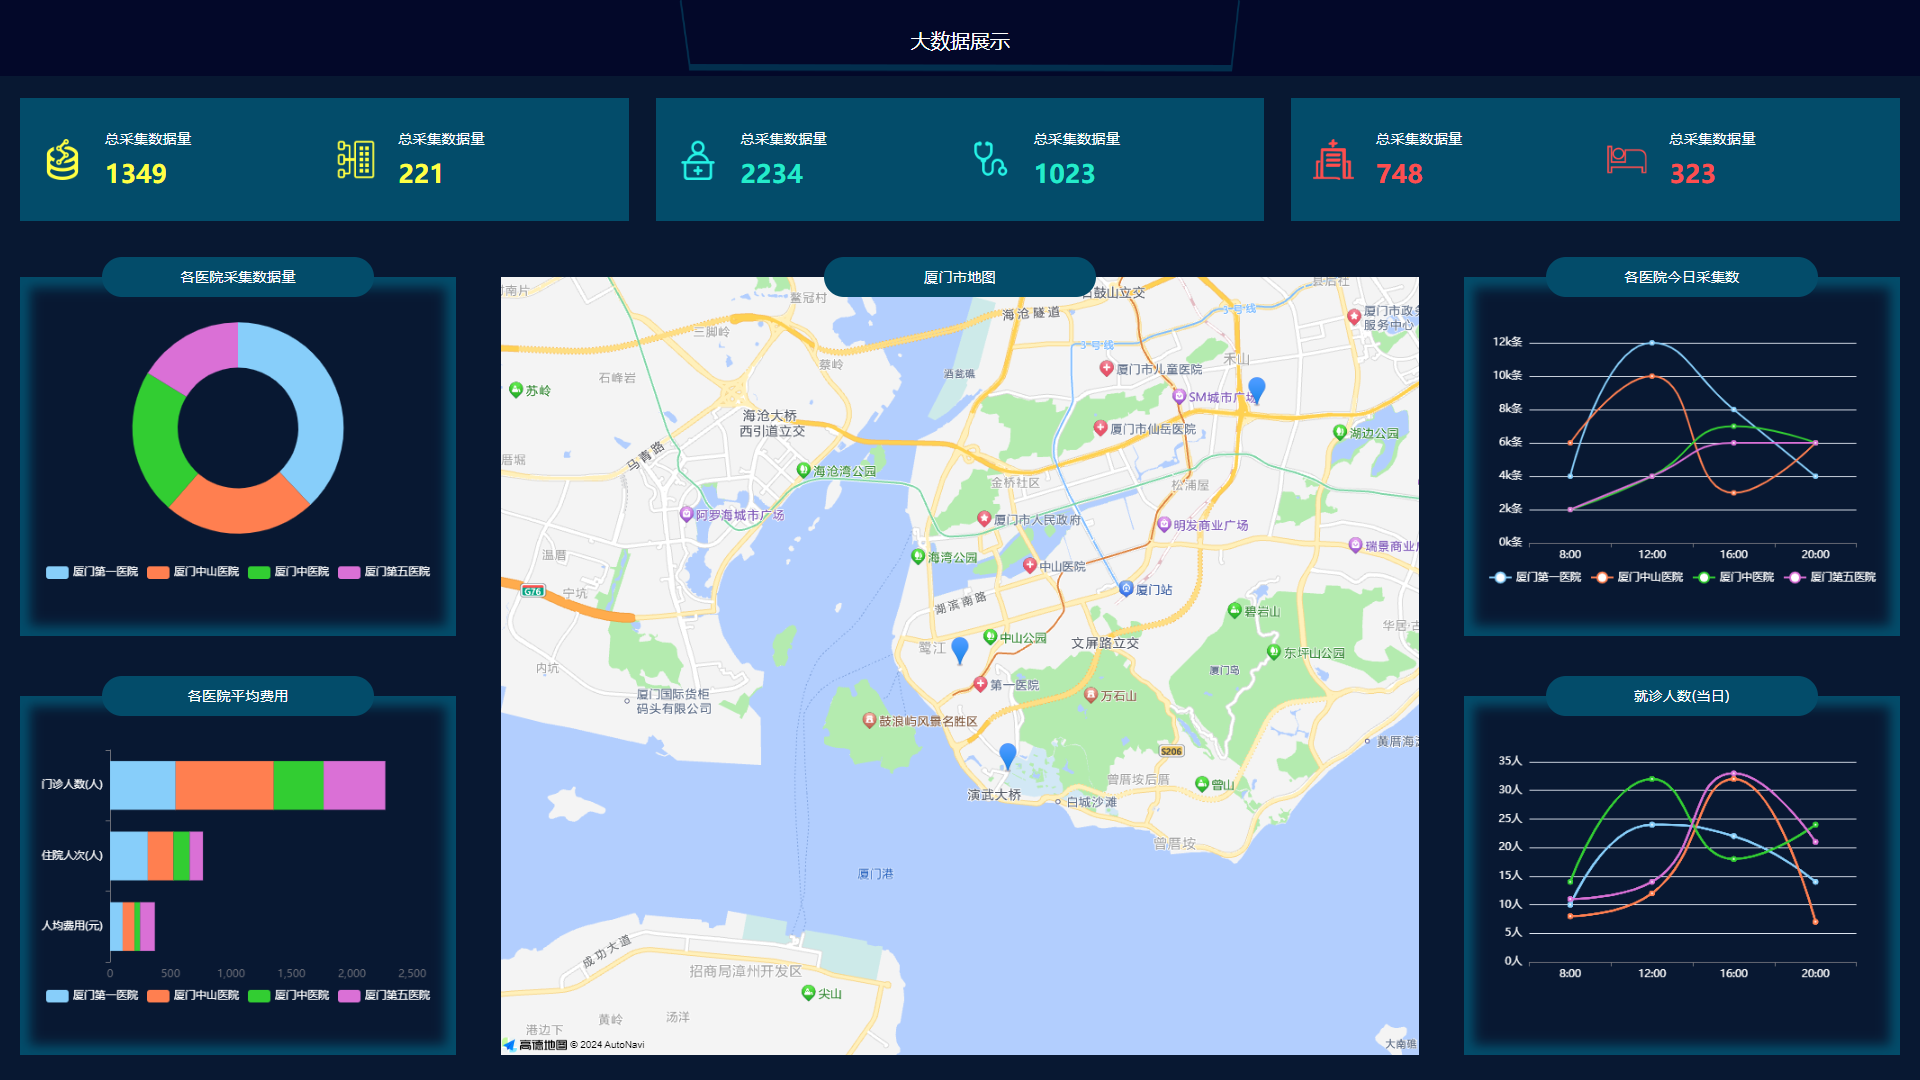 大数据展示
总采集数据量
1349
总采集数据量
221
总采集数据量
2234
总采集数据量
1023
总采集数据量
748
总采集数据量
323
各医院采集数据量
厦门第一医院
厦门中山医院
厦门中医院
厦门第五医院
各医院平均费用
门诊人数(人)
住院人次(人)
人均费用(元)
0
500
1,000
1,500
2,000
2,500
厦门第一医院
厦门中山医院
厦门中医院
厦门第五医院
厦门市地图
鳌冠村
鼓山立交
海沧隧道
3号线
三脚岭
蔡岭
3号线
厦门市政务
服务中心
禾山
厦门市儿童医院
石峰岩
苏岭
SM城市广场
海沧大桥
西引道立交
厦门市仙岳医院
湖边公园
马青路
厝堀
海沧湾公园
金桥社区
松浦屋
阿罗海城市广场
厦门市人民政府
明发商业广场
瑞景商业广
温厝
海湾公园
中山医院
G76
宁坑
厦门站
湖滨南路
碧岩山
华居·古
中山公园
鹭江
文屏路立交
东坪山公园
内坑
厦门岛
第一医院
厦门国际货柜
码头有限公司
万石山
鼓浪屿风景名胜区
黄厝海
S206
曾厝垵后厝
曾山
演武大桥
白城沙滩
曾厝垵
厦门港
成功大道
招商局漳州开发区
尖山
黄岭
汤洋
港边下
高德地图 © 2024 AutoNavi
大南礁
各医院今日采集数
12k条
10k条
8k条
6k条
4k条
2k条
0k条
8:00
12:00
16:00
20:00
厦门第一医院
厦门中山医院
厦门中医院
厦门第五医院
就诊人数(当日)
35人
30人
25人
20人
15人
10人
5人
0人
8:00
12:00
16:00
20:00